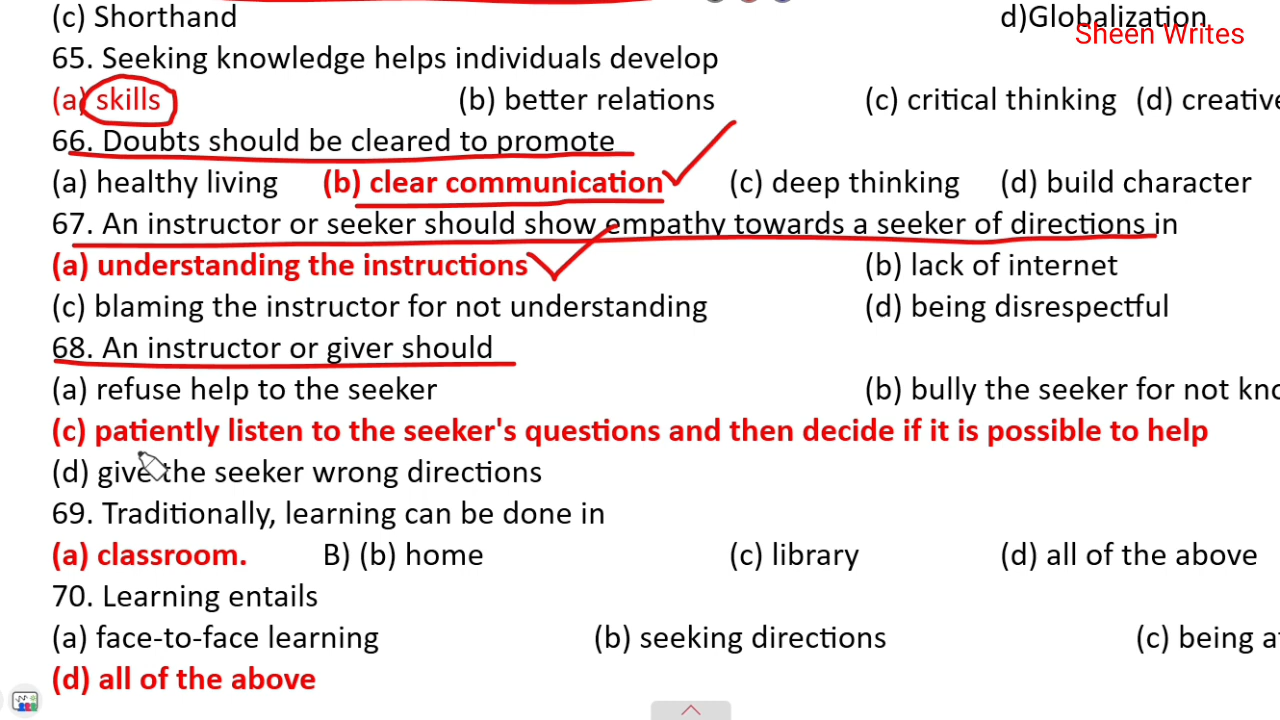 (c) Shorthand d)Globalization
Sheen Writes
65. Seeking knowledge helps individuals develop
(a) skills (b) better relations (c) critical thinking (d)
66. Doubts should be cleared to promote
(a) healthy living (b) clear communication (c) deep thinking (d) build character
67. An instructor or seeker should show empathy towards a seeker of directions in
(a) understanding the instructions (b) lack of internet
(c) blaming the instructor for not understanding (d) being disrespectful
68. An instructor or giver should
(a) refuse help to the seeker (b) bully the seeker for not
(c) patiently listen to the seeker's questions and then decide if it is possible to help
(d) give the seeker wrong directions
69. Traditionally, learning can be done in
(a) classroom. B) (b) home (c) library (d) all of the above
70. Learning entails
(a) face-to-face learning (b) seeking directions (c) being
(d) all of the above